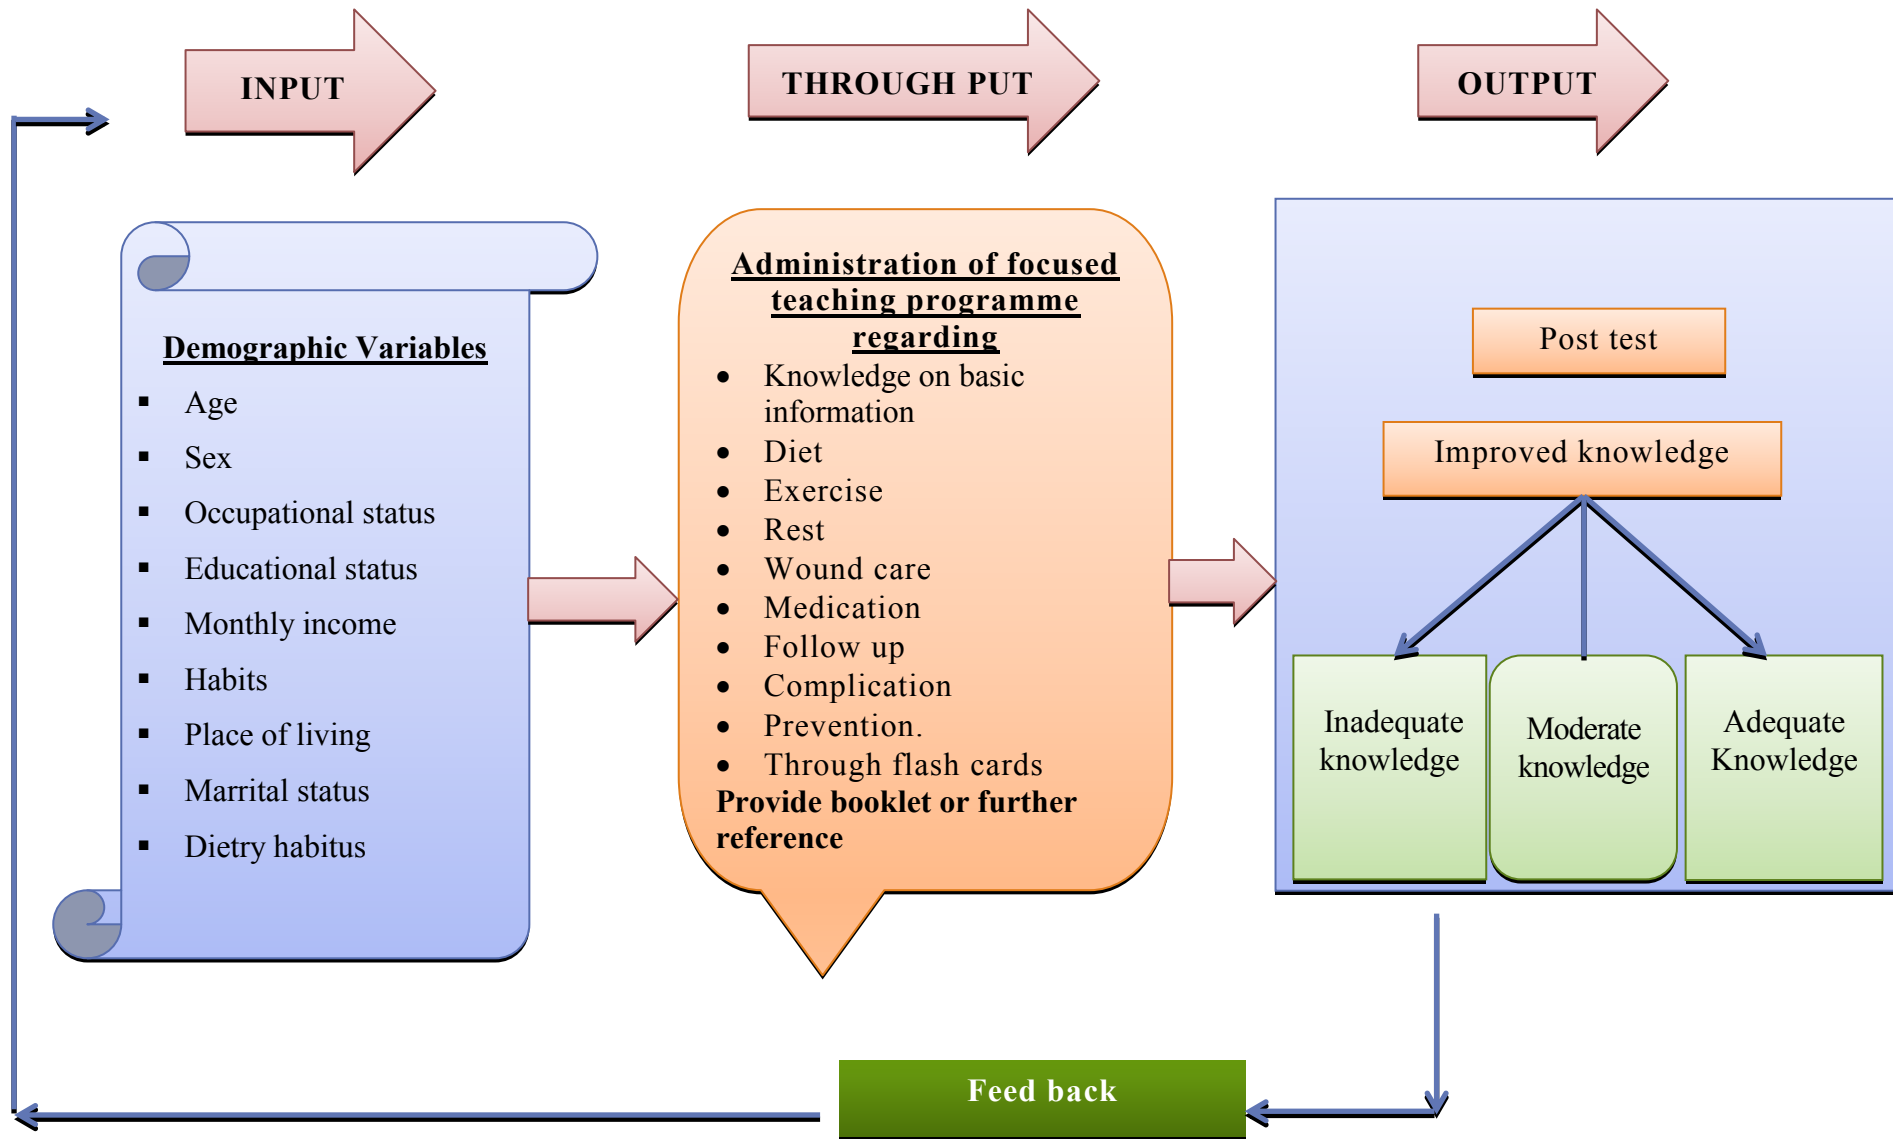 INPUT
THROUGH PUT
OUTPUT
Demographic Variables
▪ Age
▪ Sex
▪ Occupational status
▪ Educational status
▪ Monthly income
▪ Habits
▪ Place of living
▪ Marrital status
▪ Dietry habitus
Administration of focused
teaching programme
regarding
• Knowledge on basic
information
• Diet
• Exercise
• Rest
• Wound care
• Medication
• Follow up
• Complication
• Prevention.
• Through flash cards
Provide booklet or further
reference
Post test
Improved knowledge
Inadequate
knowledge
Moderate
knowledge
Adequate
Knowledge
Feed back